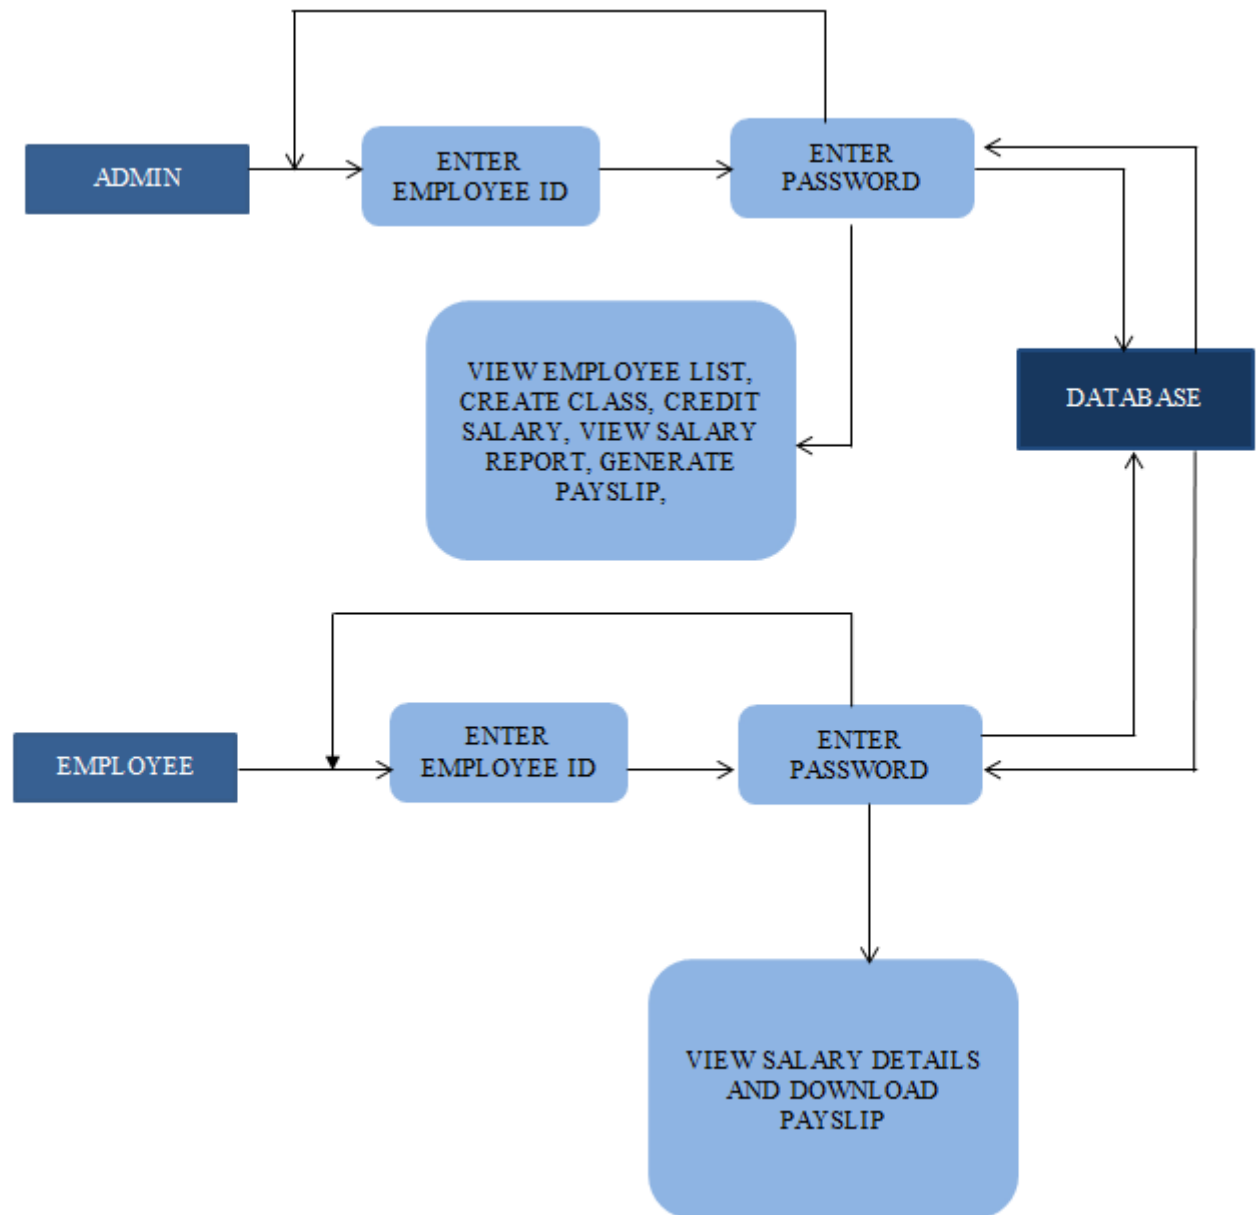 ADMIN
ENTER
EMPLOYEE ID
ENTER
PASSWORD
VIEW EMPLOYEE LIST,
CREATE CLASS, CREDIT
SALARY, VIEW SALARY
REPORT, GENERATE
PAYSLIP,
DATABASE
EMPLOYEE
ENTER
EMPLOYEE ID
ENTER
PASSWORD
VIEW SALARY DETAILS
AND DOWNLOAD
PAYSLIP